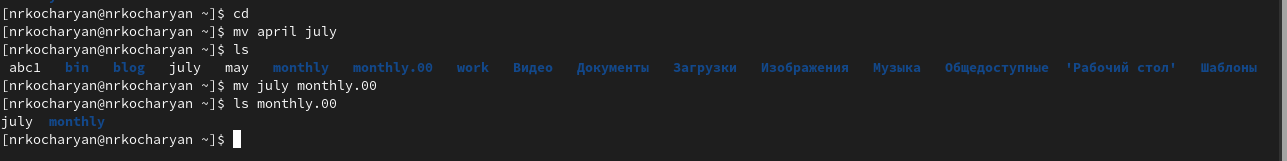 [nrkocharyan@nrkocharyan ~]$ cd
[nrkocharyan@nrkocharyan ~]$ mv april july
[nrkocharyan@nrkocharyan ~]$ ls
abc1 bin blog july may monthly monthly.00 work Видео Документы Загрузки Изображения Музыка Общедоступные 'Рабочий стол' Шаблоны
[nrkocharyan@nrkocharyan ~]$ mv july monthly.00
[nrkocharyan@nrkocharyan ~]$ ls monthly.00
july monthly
[nrkocharyan@nrkocharyan ~]$